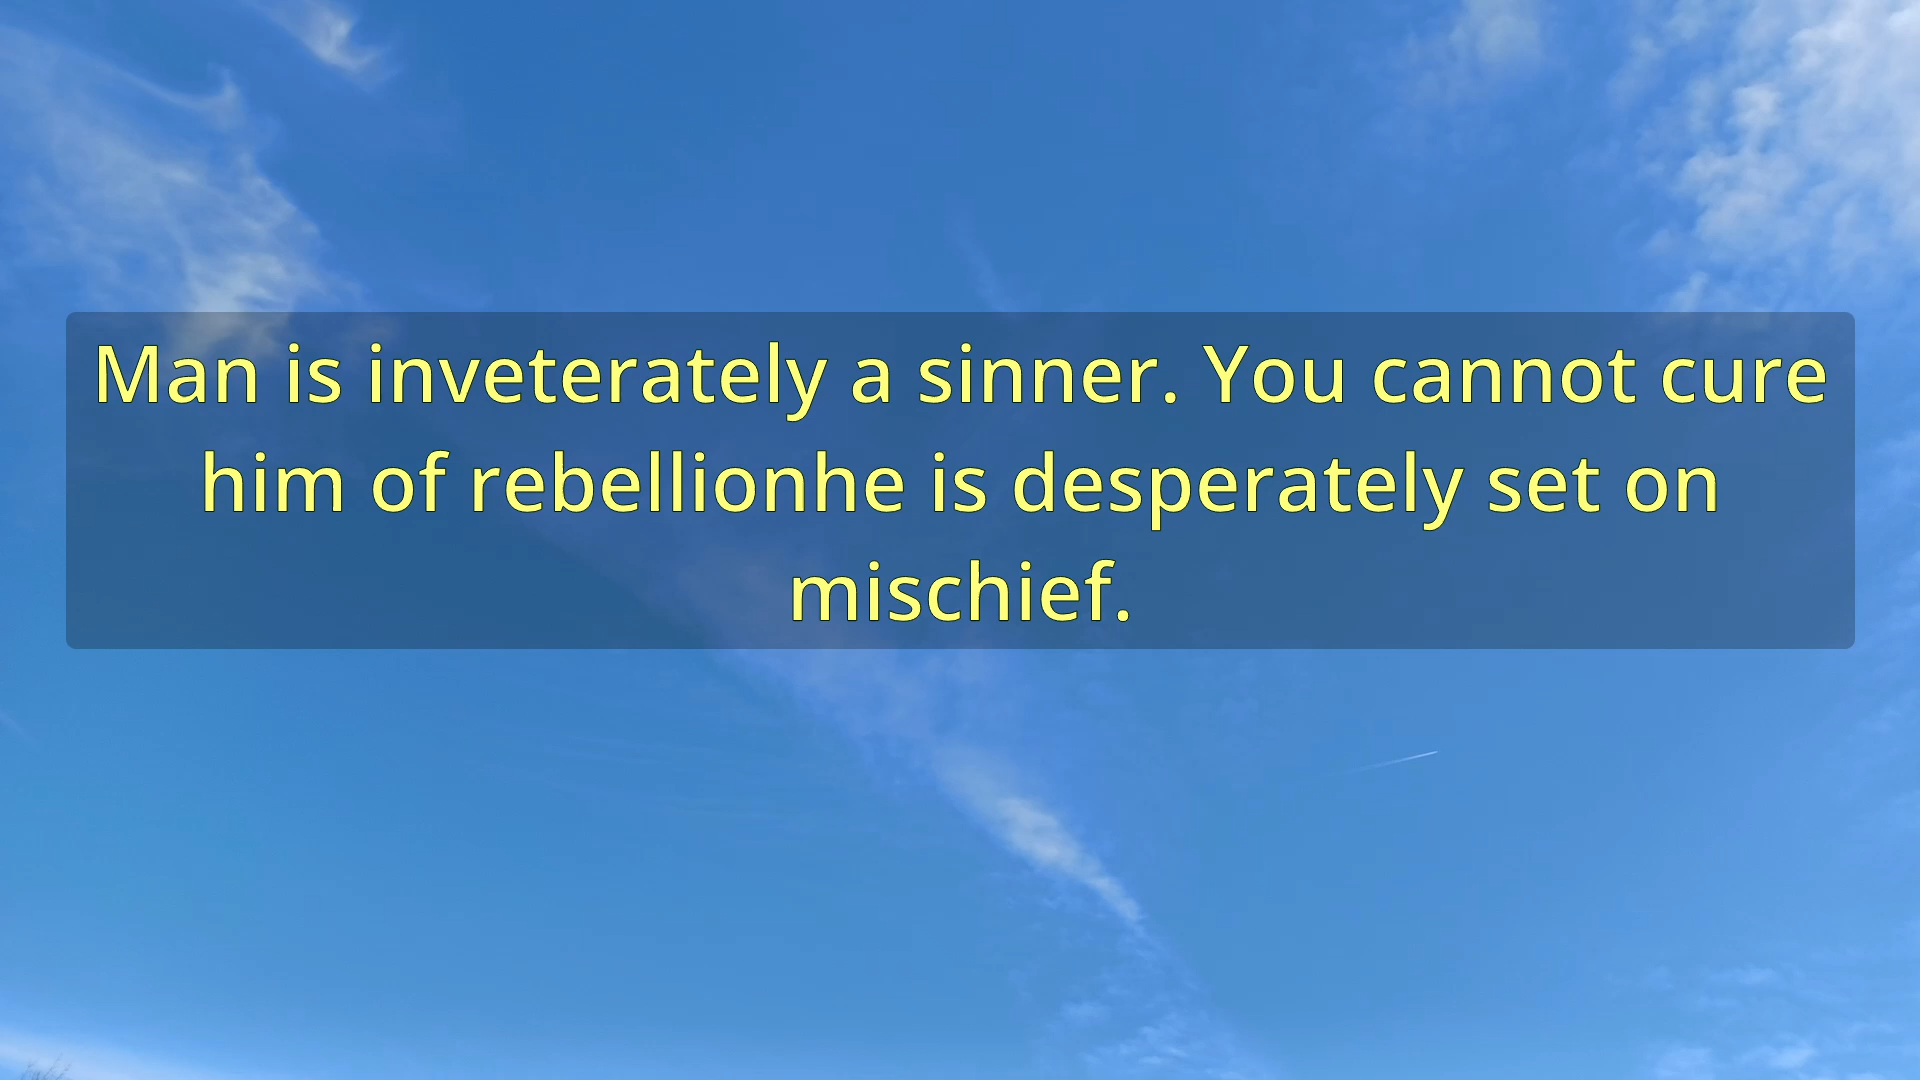 Man is inveterately a sinner. You cannot cure
him of rebellionhe is desperately set on
mischief.